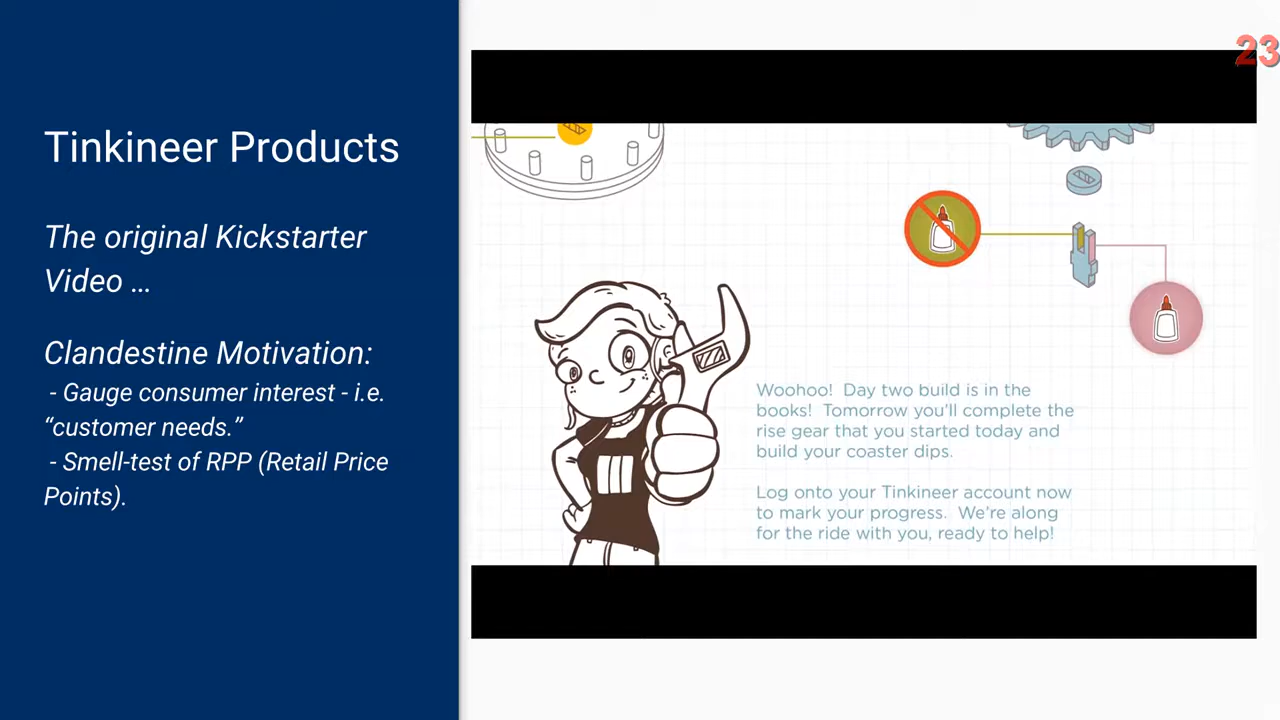 23
Tinkineer Products
The original Kickstarter
Video ...
Clandestine Motivation:
- Gauge consumer interest - i.e.
“customer needs.”
- Smell-test of RPP (Retail Price
Points).
Woohoo! Day two build is in the
books! Tomorrow you’ll complete the
rise gear that you started today and
build your coaster dips.
Log onto your Tinkineer account now
to mark your progress. We’re along
for the ride with you, ready to help!